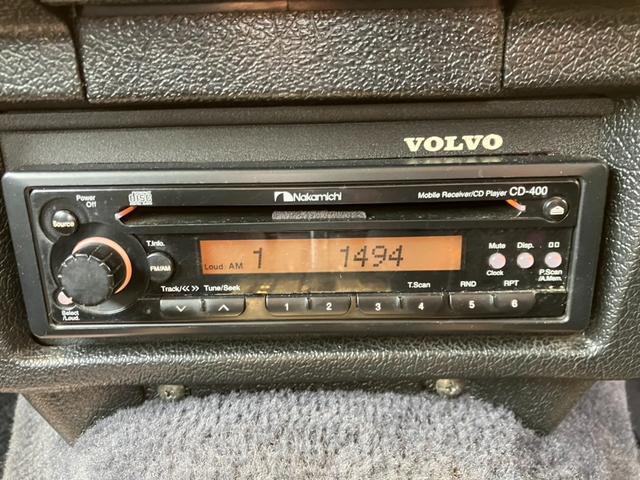 VOLVO
Power
Off
disc
Nakamichi
Mobile Receiver/CD Player CD-400
Source
T.Info.
FM/AM
Loud AM 1 1494
Mute Disp.
Clock
P.Scan
/A.Mem.
Select
/Loud.
Track/<< >> Tune/Seek
T.Scan
RND
RPT
1 2 3 4 5 6